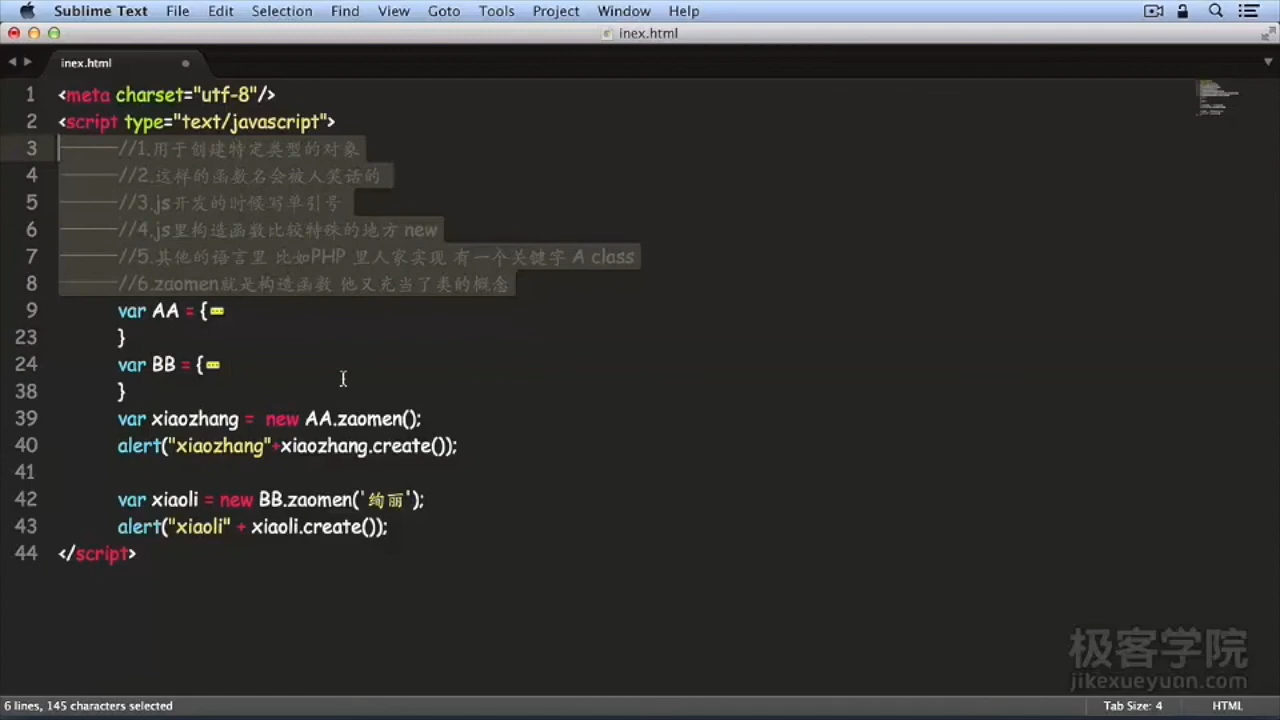 Sublime Text File Edit Selection Find View Goto Tools Project Window Help
inex.html
inex.html
1 <meta charset="utf-8"/>
2 <script type="text/javascript">
3 //1.用于创建特定类型的对象
4 //2.这样的函数名会被人笑话的
5 //3.js开发的时候写单引号
6 //4.js里构造函数比较特殊的地方 new
7 //5.其他的语言里 比如PHP 里人家实现 有一个关键字 A class
8 //6.zaomen就是构造函数 他又充当了类的概念
9 var AA = {
23 }
24 var BB = {
38 }
39 var xiaozhang =  new AA.zaomen();
40 alert("xiaozhang"+xiaozhang.create());
41
42 var xiaoli = new BB.zaomen('绚丽');
43 alert("xiaoli" + xiaoli.create());
44 </script>
极客学院
jikexueyuan.com
6 lines, 145 characters selected Tab Size: 4 HTML